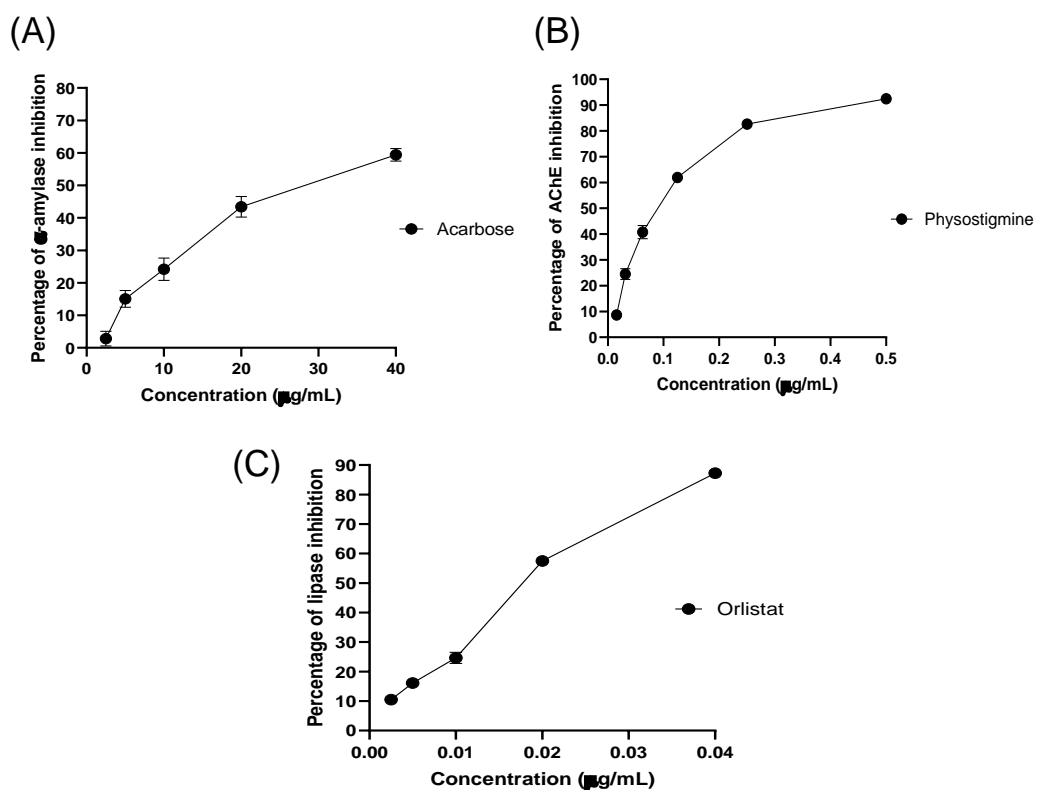 (A)
Percentage of α-amylase inhibition
80
70
60
50
40
30
20
10
0
0 10 20 30 40
Concentration (μg/mL)
Acarbose
(B)
Percentage of AChE inhibition
100
90
80
70
60
50
40
30
20
10
0
0.0 0.1 0.2 0.3 0.4 0.5
Concentration (μg/mL)
Physostigmine
(C)
Percentage of lipase inhibition
90
80
70
60
50
40
30
20
10
0
0.00 0.01 0.02 0.03 0.04
Concentration (μg/mL)
Orlistat